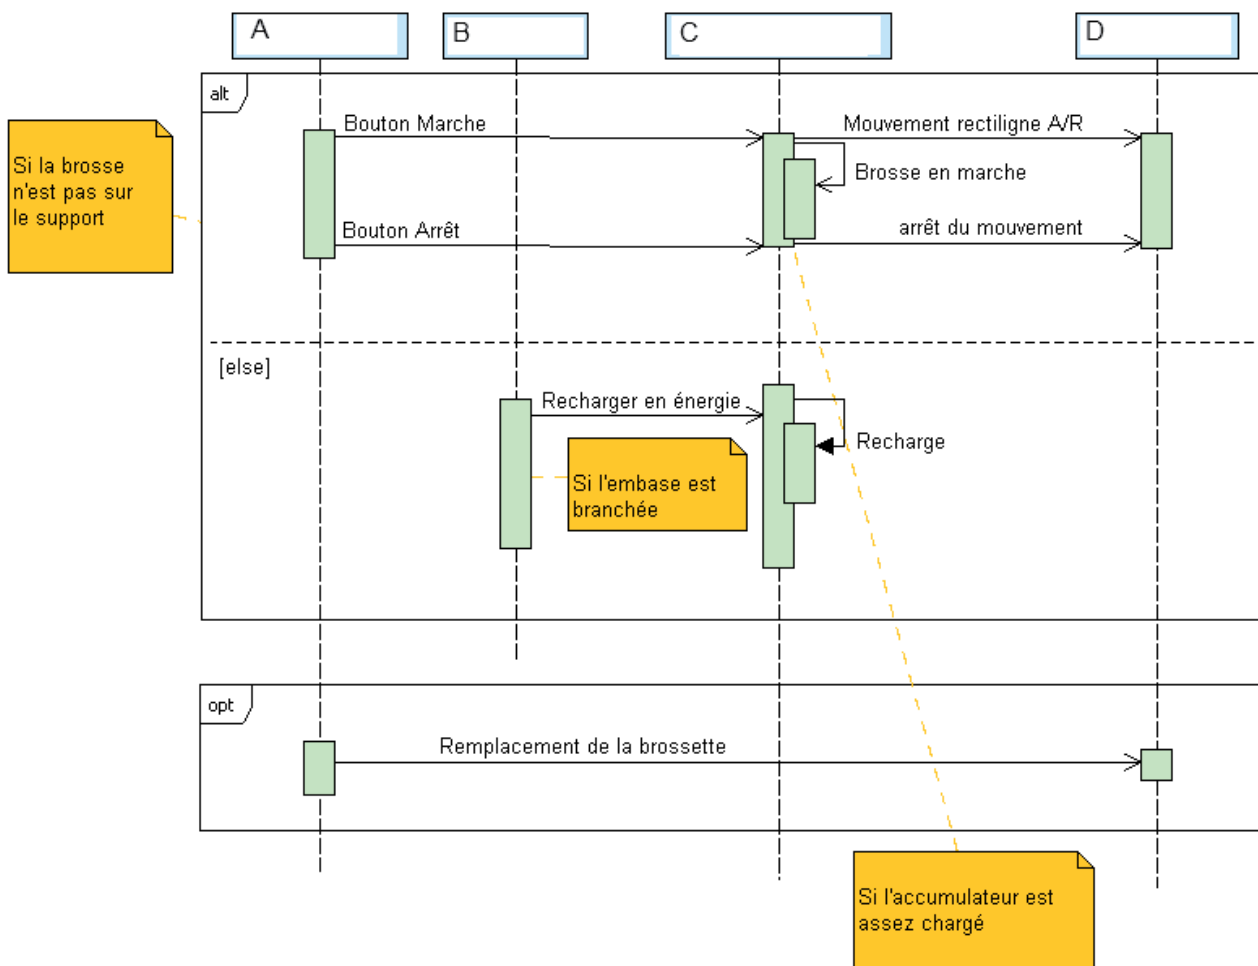 A
B
C
D
alt
Bouton Marche
Mouvement rectiligne A/R
Si la brosse
n'est pas sur
le support
Brosse en marche
Bouton Arrêt
arrêt du mouvement
[else]
Recharger en énergie
Recharge
Si l'embase est
branchée
opt
Remplacement de la brossette
Si l'accumulateur est
assez chargé